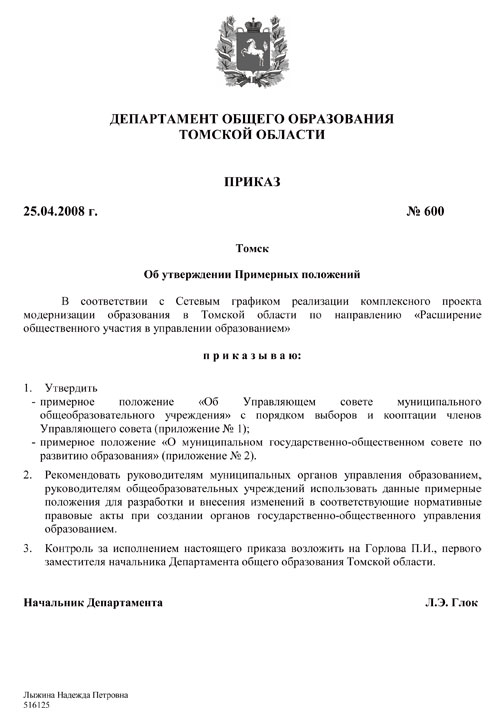 ДЕПАРТАМЕНТ ОБЩЕГО ОБРАЗОВАНИЯ
ТОМСКОЙ ОБЛАСТИ
ПРИКАЗ
25.04.2008 г. № 600
Томск
Об утверждении Примерных положений
В соответствии с Сетевым графиком реализации комплексного проекта
модернизации образования в Томской области по направлению «Расширение
общественного участия в управлении образованием»
п р и к а з ы в а ю:
1. Утвердить
- примерное положение «Об Управляющем совете муниципального
общеобразовательного учреждения» с порядком выборов и кооптации членов
Управляющего совета (приложение № 1);
- примерное положение «О муниципальном государственно-общественном совете по
развитию образования» (приложение № 2).
2. Рекомендовать руководителям муниципальных органов управления образованием,
руководителям общеобразовательных учреждений использовать данные примерные
положения для разработки и внесения изменений в соответствующие нормативные
правовые акты при создании органов государственно-общественного управления
образованием.
3. Контроль за исполнением настоящего приказа возложить на Горлова П.И., первого
заместителя начальника Департамента общего образования Томской области.
Начальник Департамента Л.Э. Глок
Лыжина Надежда Петровна
516125